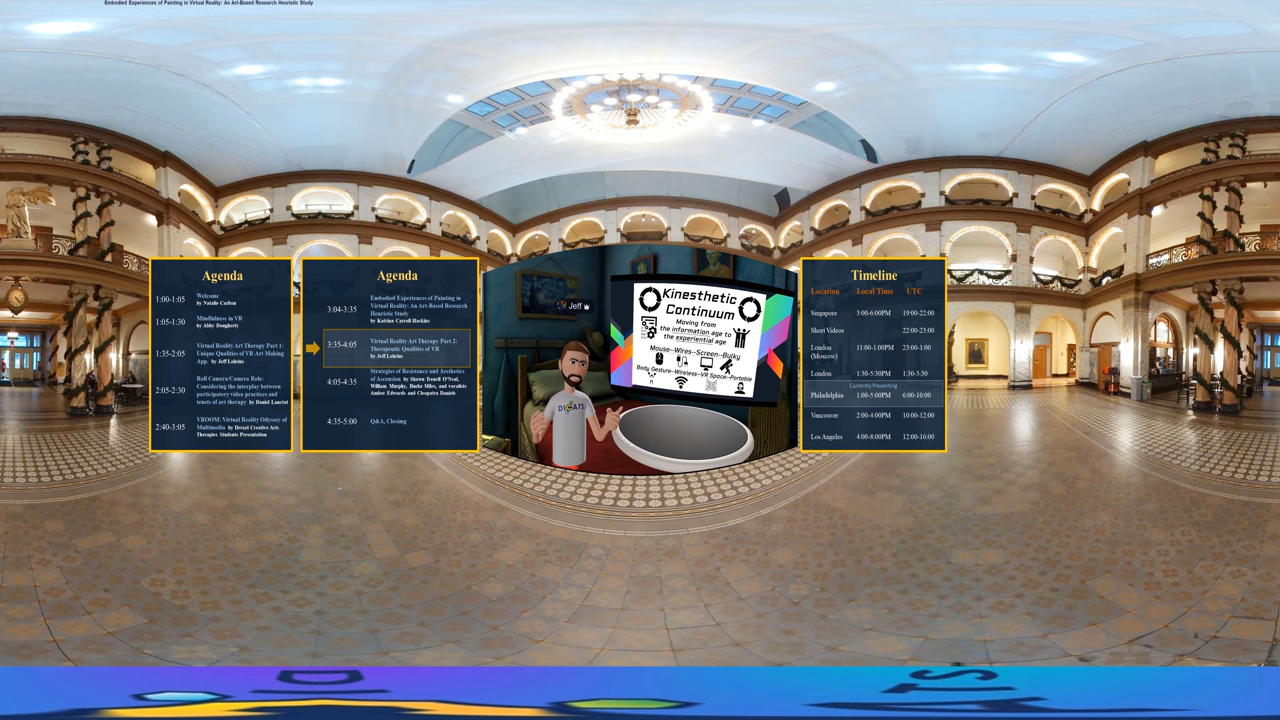 Embodied Experiences of Painting in Virtual Reality: An Art-Based Research Heuristic Study
Agenda
1:00-1:05 Welcome
by Natalie Carlton
1:05-1:30 Mindfulness in VR
by Abby Dougherty
1:35-2:05 Virtual Reality Art Therapy Part 1:
Unique Qualities of VR Art Making
App. by Jeff Lohrius
2:05-2:30 Roll Camera/Camera Role:
Considering the interplay between
participatory video practices and
tenets of art therapy by Daniel Lanctot
2:40-3:05 VROOM: Virtual Reality Odyssey of
Multimedia by Drexel Creative Arts
Therapies Students Presentation
Agenda
3:04-3:35 Embodied Experiences of Painting in
Virtual Reality: An Art-Based Research
Heuristic Study
by Katrina Carroll-Haskins
3:35-4:05 Virtual Reality Art Therapy Part 2:
Therapeutic Qualities of VR
by Jeff Lohrius
4:05-4:35 Strategies of Resistance and Aesthetics
of Ascension by Shawn Trenell O'Neal,
William Murphy, Burke Miles, and vocalists
Amber Edwards and Cleopatra Daniels
4:35-5:00 Q&A, Closing
Jeff
DICATS
Kinesthetic
Continuum
Moving from
the information age to
the experiential age
Mouse--Wires--Screen--Bulky
Body Gesture-Wireless-VR Space-Portable
Timeline
Location Local Time UTC
Singapore 3:00-6:00PM 19:00-22:00
Short Videos 22:00-23:00
London
(Moscow) 11:00-1:00PM 23:00-1:00
London 1:30-5:30PM 1:30-5:30
Currently Presenting
Philadelphia 1:00-5:00PM 6:00-10:00
Vancouver 2:00-4:00PM 10:00-12:00
Los Angeles 4:00-8:00PM 12:00-16:00